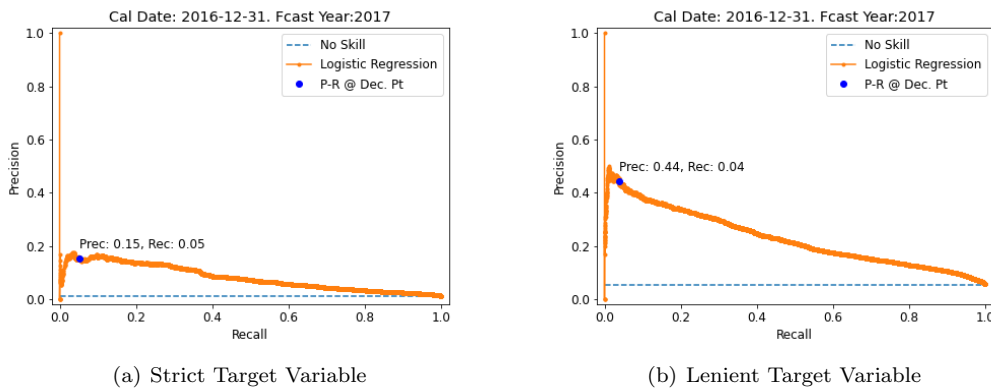 Cal Date: 2016-12-31. Fcast Year:2017
No Skill
Logistic Regression
P-R @ Dec. Pt
Prec: 0.15, Rec: 0.05
Precision
1.0
0.8
0.6
0.4
0.2
0.0
0.0 0.2 0.4 0.6 0.8 1.0
Recall
(a) Strict Target Variable
Cal Date: 2016-12-31. Fcast Year:2017
No Skill
Logistic Regression
P-R @ Dec. Pt
Prec: 0.44, Rec: 0.04
Precision
1.0
0.8
0.6
0.4
0.2
0.0
0.0 0.2 0.4 0.6 0.8 1.0
Recall
(b) Lenient Target Variable